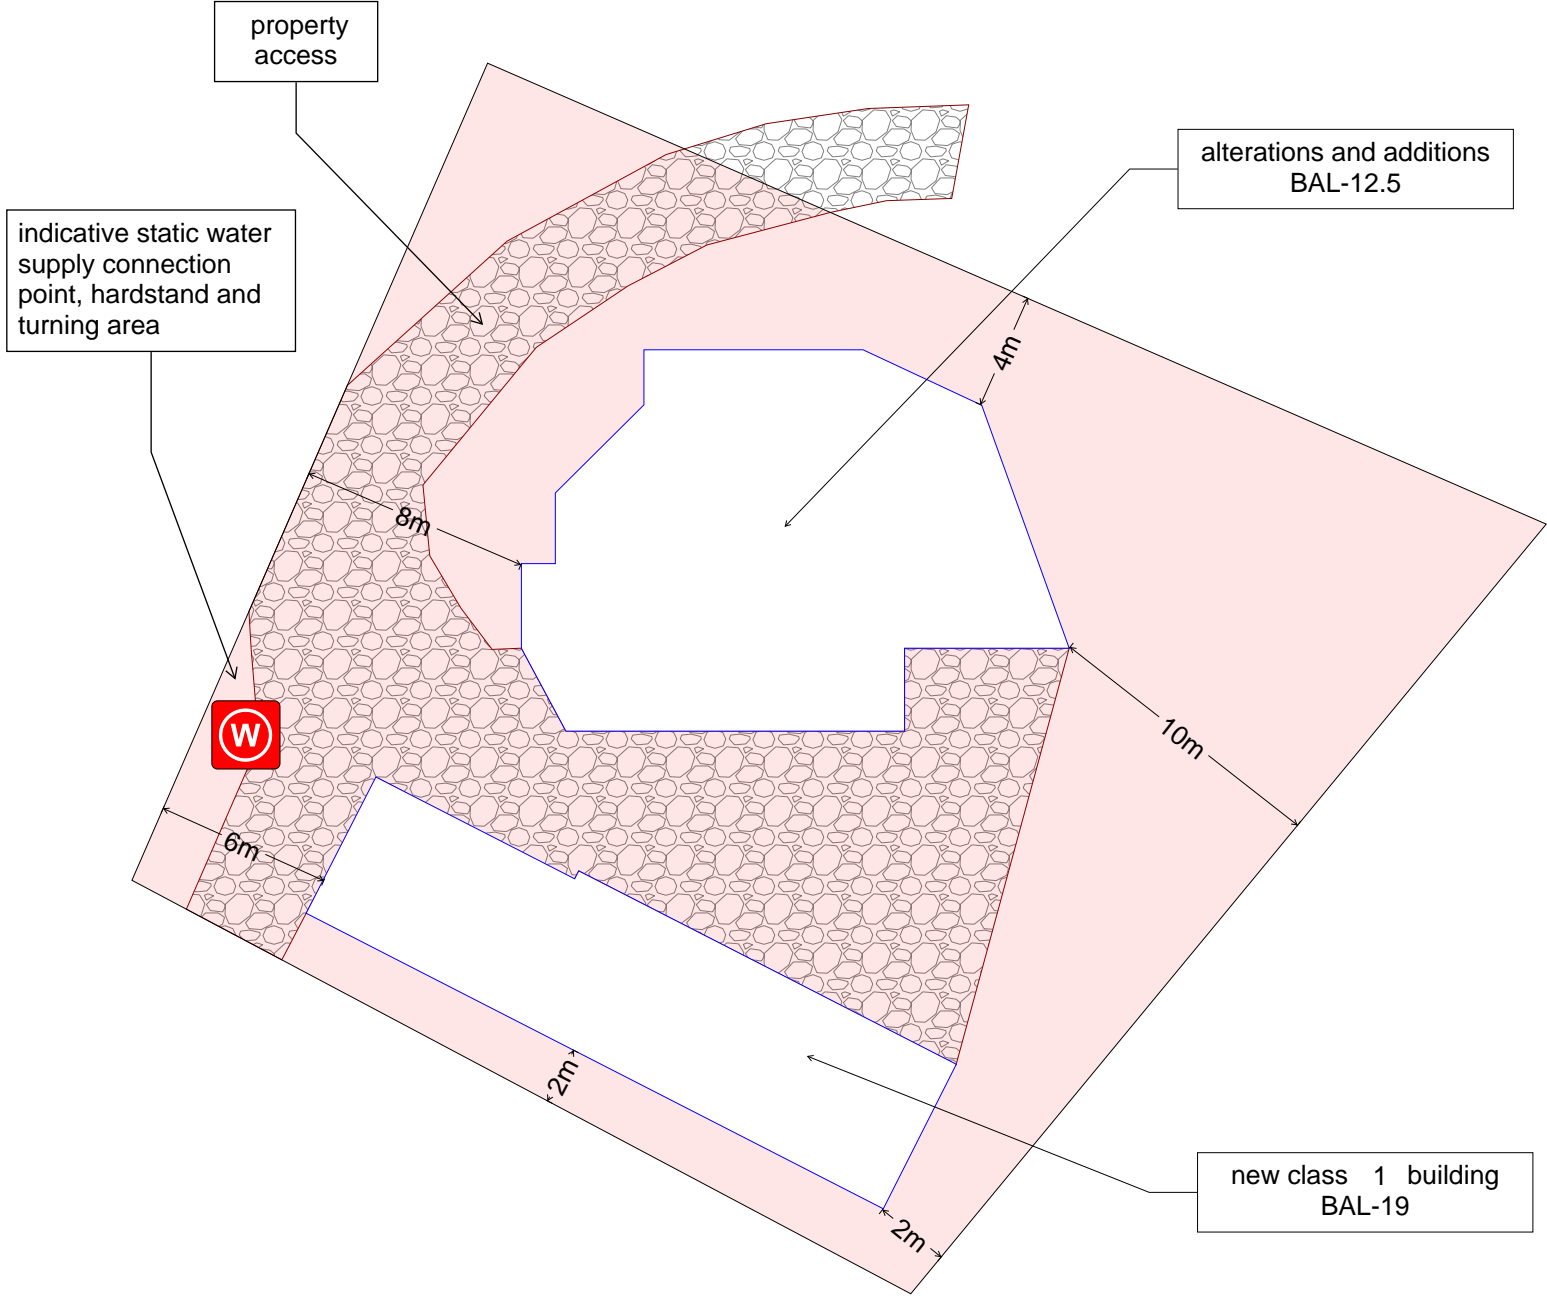 property
access
alterations and additions
BAL-12.5
indicative static water
supply connection
point, hardstand and
turning area
4m
8m
W
10m
6m
2m
new class 1 building
BAL-19
2m